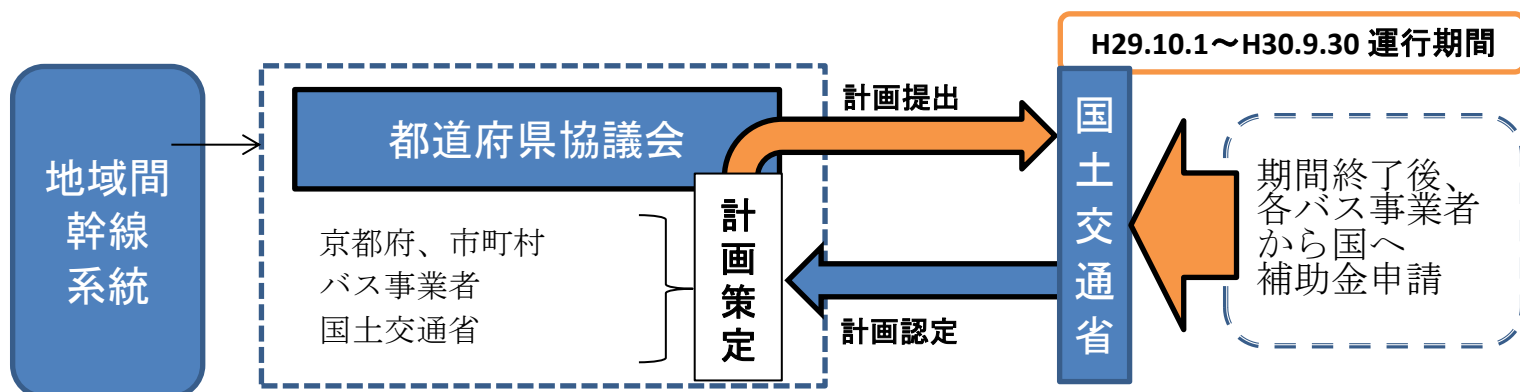 H29.10.1～H30.9.30 運行期間
地域間
幹線
系統
都道府県協議会
京都府、市町村
バス事業者
国土交通省
計画策定
計画提出
計画認定
国土交通省
期間終了後、
各バス事業者
から国へ
補助金申請